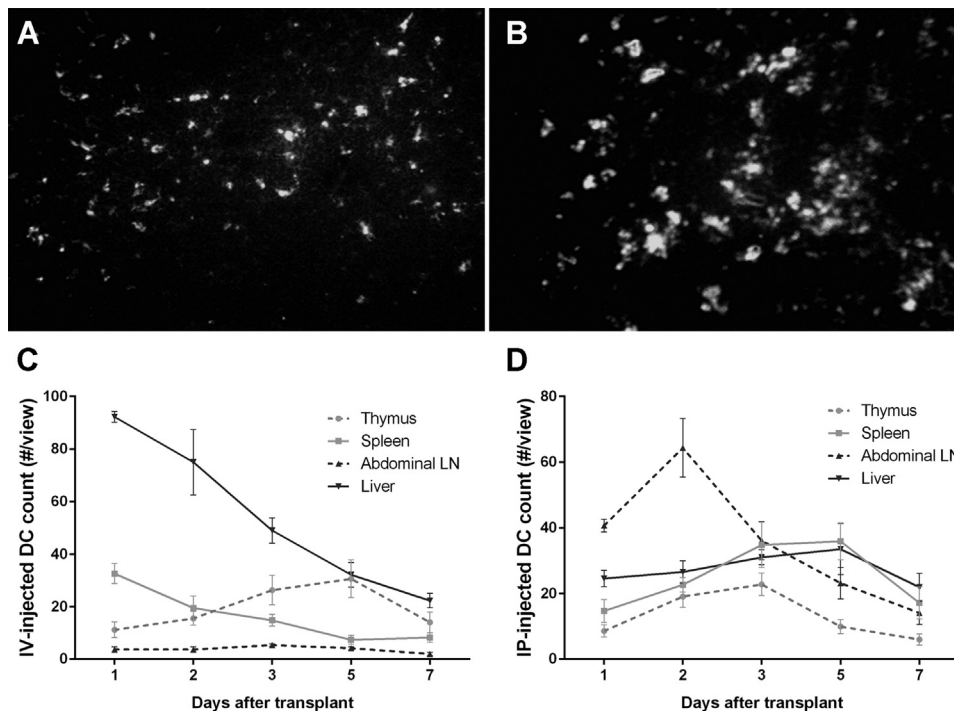 A
B
C
IV-injected DC count (#/view)
100
80
60
40
20
0
Thymus
Spleen
Abdominal LN
Liver
1 2 3 5 7
Days after transplant
D
IP-injected DC count (#/view)
80
60
40
20
0
Thymus
Spleen
Abdominal LN
Liver
1 2 3 5 7
Days after transplant